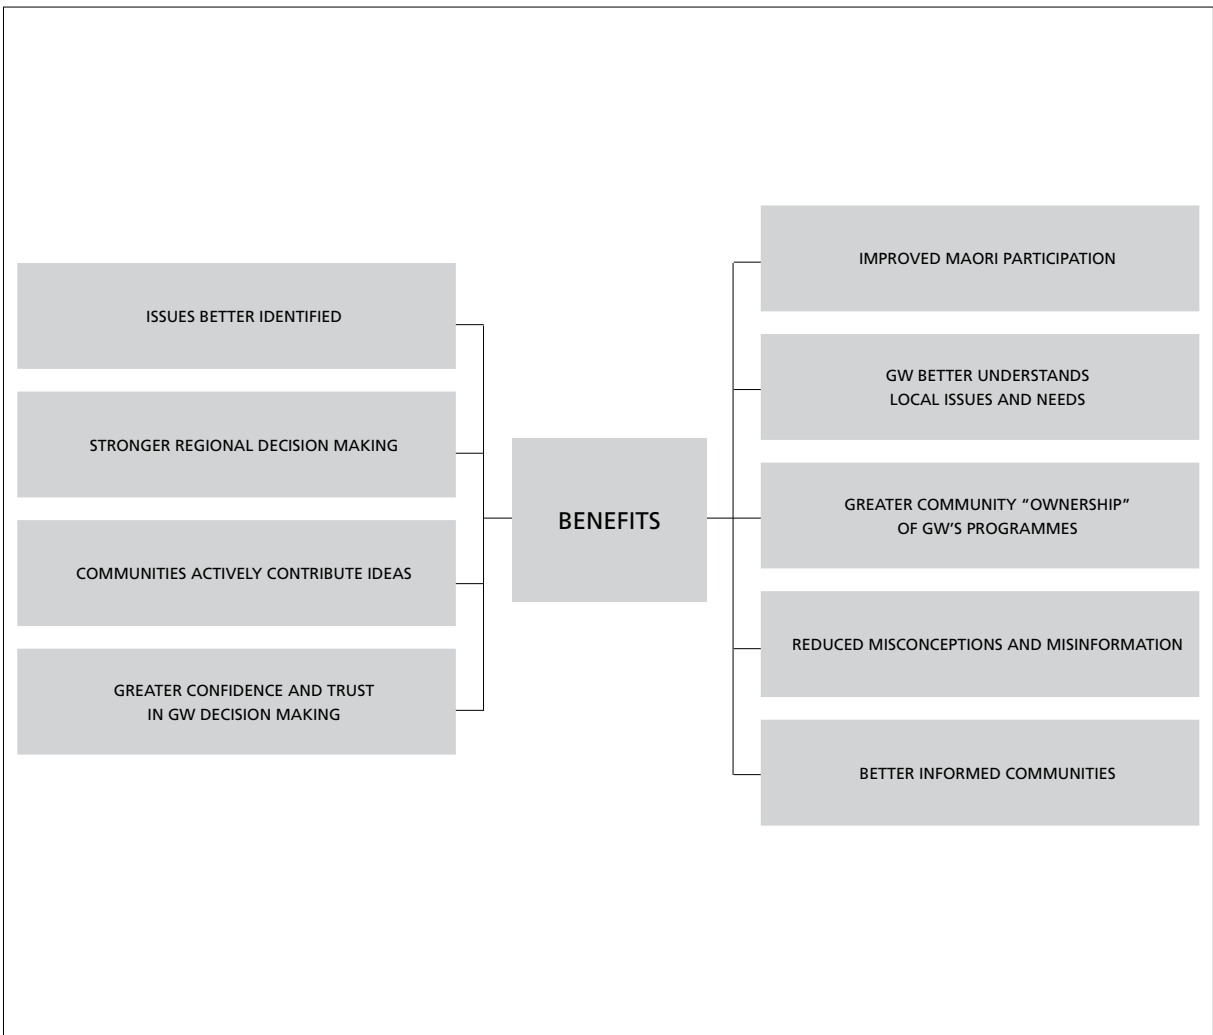 ISSUES BETTER IDENTIFIED
STRONGER REGIONAL DECISION MAKING
COMMUNITIES ACTIVELY CONTRIBUTE IDEAS
GREATER CONFIDENCE AND TRUST
IN GW DECISION MAKING
BENEFITS
IMPROVED MAORI PARTICIPATION
GW BETTER UNDERSTANDS
LOCAL ISSUES AND NEEDS
GREATER COMMUNITY “OWNERSHIP”
OF GW’S PROGRAMMES
REDUCED MISCONCEPTIONS AND MISINFORMATION
BETTER INFORMED COMMUNITIES